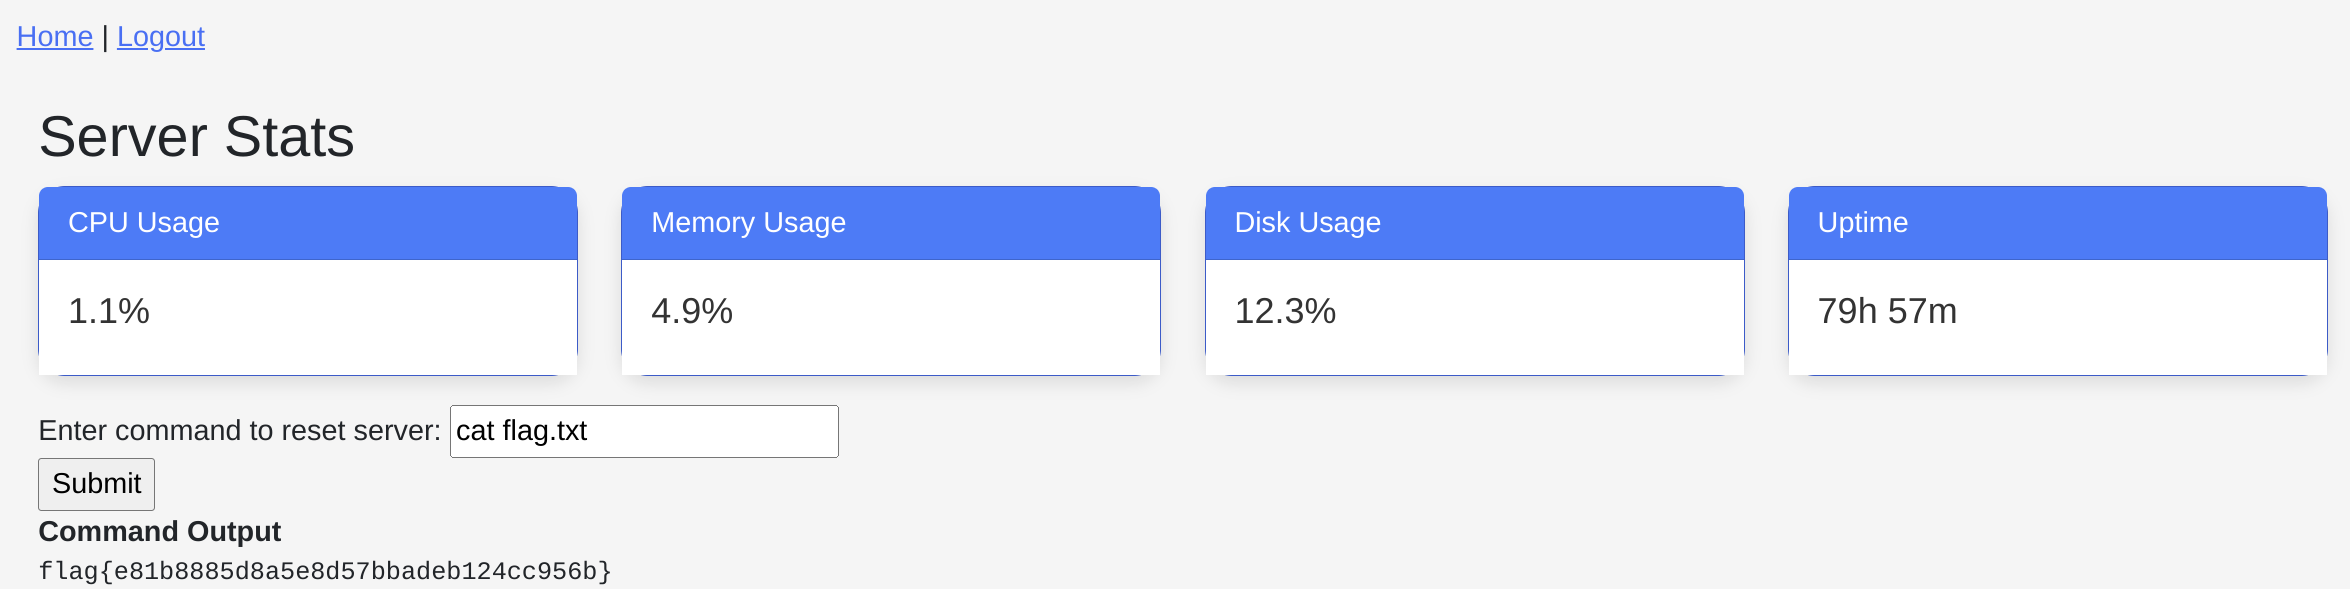 Home | Logout
Server Stats
CPU Usage
1.1%
Memory Usage
4.9%
Disk Usage
12.3%
Uptime
79h 57m
Enter command to reset server: cat flag.txt
Submit
Command Output
flag{e81b8885d8a5e8d57bbadeb124cc956b}